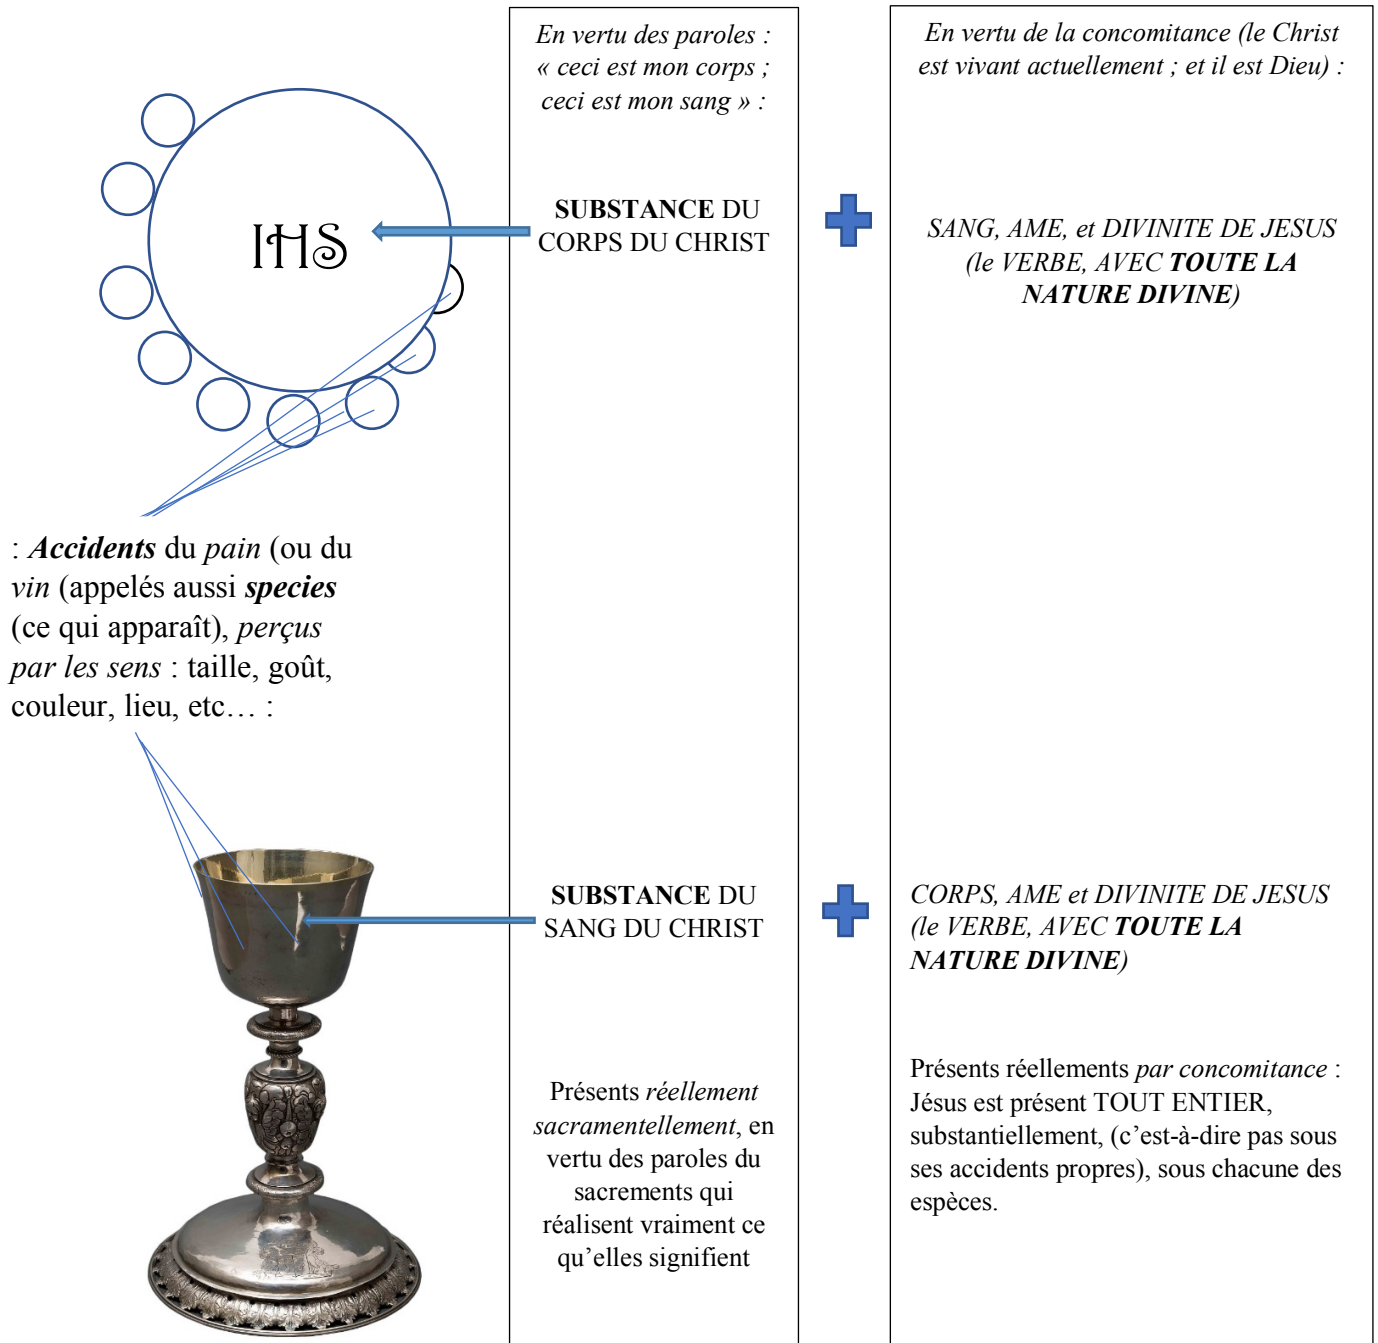 En vertu des paroles :
« ceci est mon corps ;
ceci est mon sang » :
En vertu de la concomitance (le Christ
est vivant actuellement ; et il est Dieu) :
IHS
SUBSTANCE DU
CORPS DU CHRIST
SANG, AME, et DIVINITE DE JESUS
(le VERBE, AVEC TOUTE LA
NATURE DIVINE)
: Accidents du pain (ou du
vin (appelés aussi species
(ce qui apparaît), perçus
par les sens : taille, goût,
couleur, lieu, etc… :
SUBSTANCE DU
SANG DU CHRIST
CORPS, AME et DIVINITE DE JESUS
(le VERBE, AVEC TOUTE LA
NATURE DIVINE)
Présents réellement
sacramentellement, en
vertu des paroles du
sacrements qui
réalisent vraiment ce
qu’elles signifient
Présents réellements par concomitance :
Jésus est présent TOUT ENTIER,
substantiellement, (c’est-à-dire pas sous
ses accidents propres), sous chacune des
espèces.